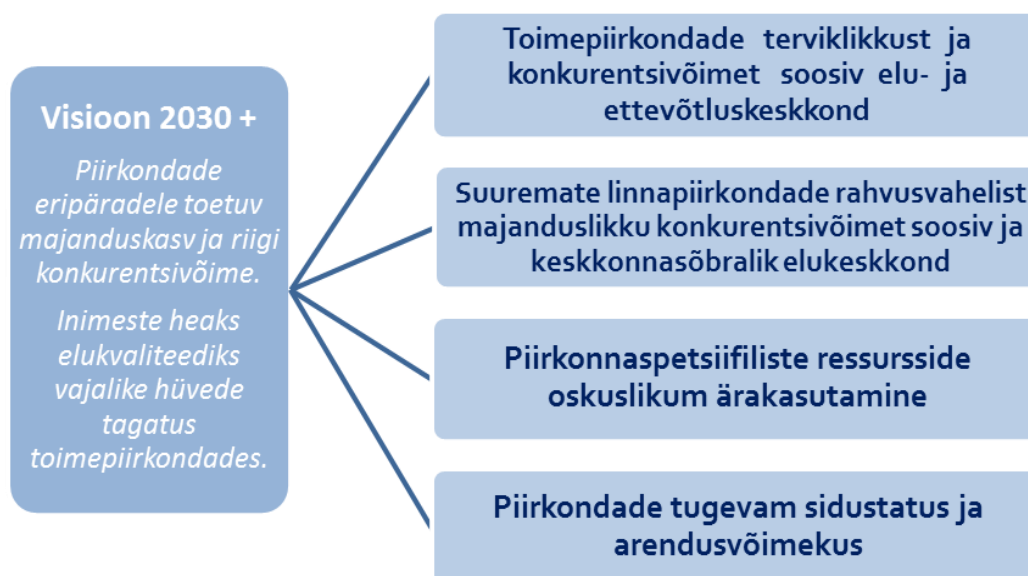 Visioon 2030 +
Piirkondade
eripäradele toetuv
majanduskasv ja riigi
konkurentsivõime.
Inimeste heaks
elukvaliteediks
vajalike hüvede
tagatus
toimepiirkondades.
Toimepiirkondade terviklikkust ja
konkurentsivõimet soosiv elu- ja
ettevõtluskeskkond
Suuremate linnapiirkondade rahvusvahelist
majanduslikku konkurentsivõimet soosiv ja
keskkonnasõbralik elukeskkond
Piirkonnaspetsiifiliste ressursside
oskuslikum ärakasutamine
Piirkondade tugevam sidustatus ja
arendusvõimekus